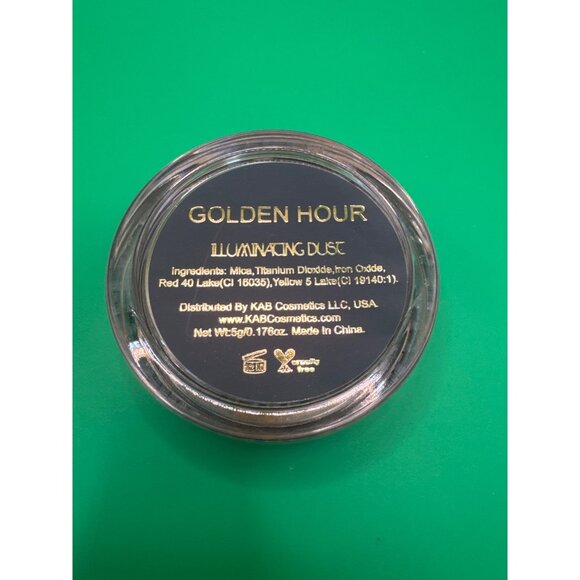 GOLDEN HOUR
ILLUMINATING DUST
Ingredients: Mica,Titanium Dioxide,Iron Oxide,
Red 40 Lake(CI 16035),Yellow 5 Lake(CI 19140:1).
Distributed By KAB Cosmetics LLC, USA
www.KABCosmetics.com
Net Wt:5g/0.176oz. Made In China.
cruelty
free